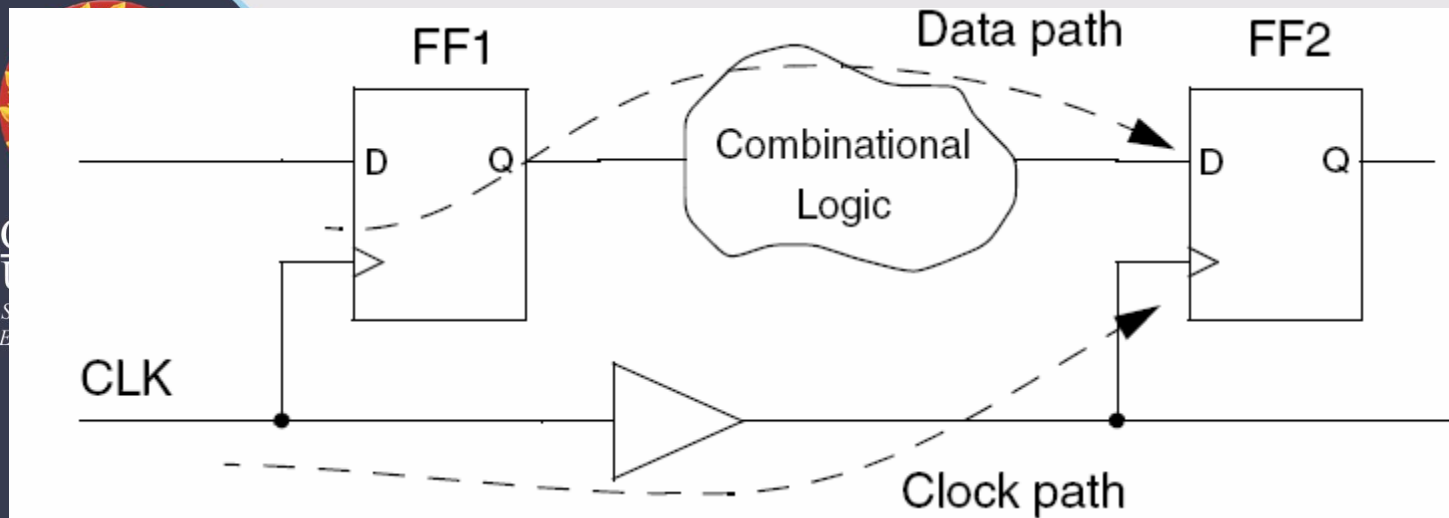 FF1
Data path
FF2
D
Q
Combinational
Logic
D
Q
CLK
Clock path